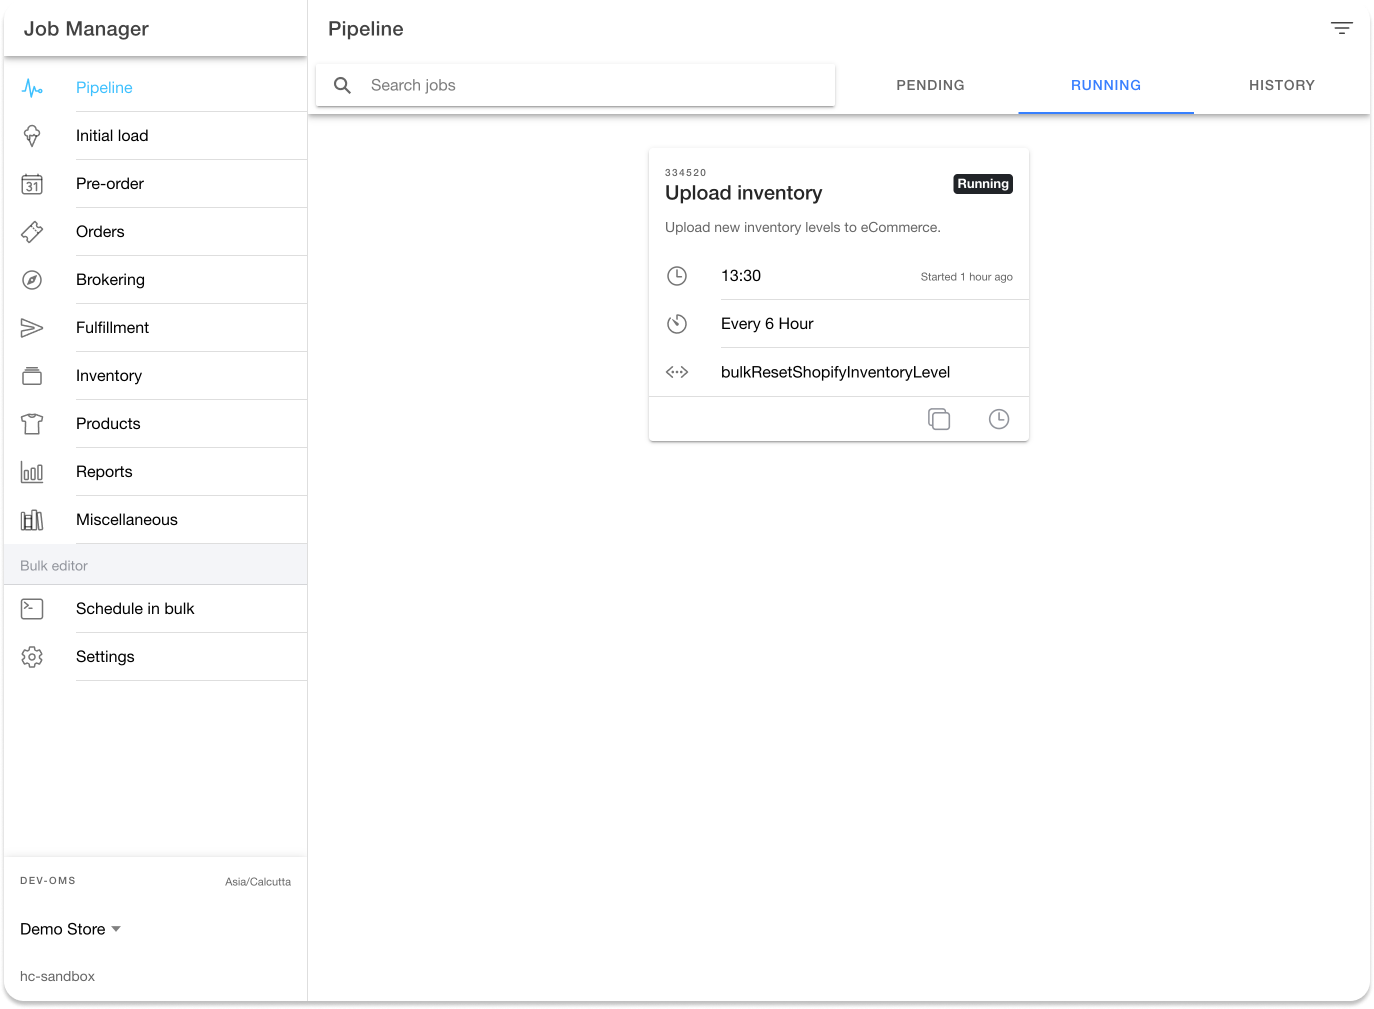 Job Manager
Pipeline
Initial load
31
Pre-order
Orders
Brokering
Fulfillment
Inventory
Products
Reports
Miscellaneous
Bulk editor
Schedule in bulk
Settings
DEV-OMS
Asia/Calcutta
Demo Store
hc-sandbox
Pipeline
Search jobs
PENDING
RUNNING
HISTORY
334520
Upload inventory
Running
Upload new inventory levels to eCommerce.
13:30
Started 1 hour ago
Every 6 Hour
bulkResetShopifyInventoryLevel